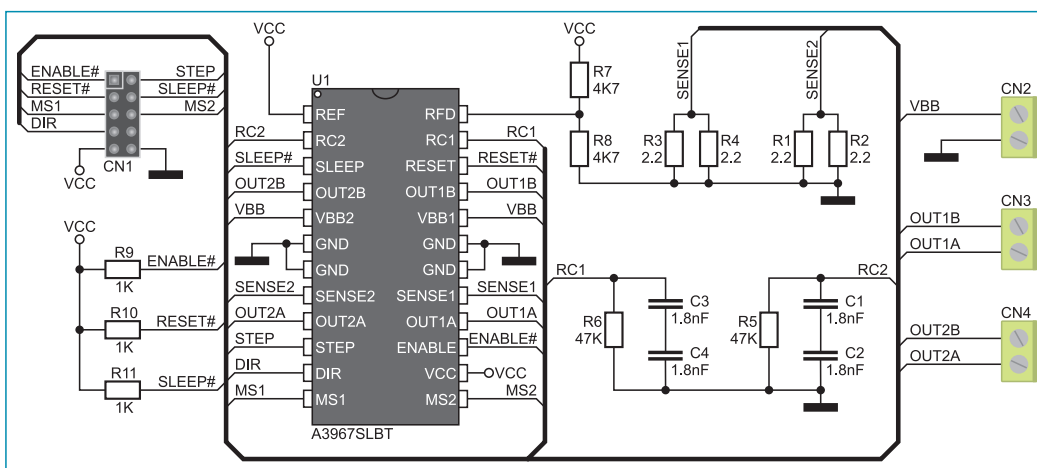 ENABLE# STEP
RESET# SLEEP#
MS1 MS2
DIR
VCC CN1
VCC
R9 ENABLE#
1K
R10 RESET#
1K
R11 SLEEP#
1K
VCC
U1
REF RFD
RC2 RC2 RC1 RC1
SLEEP# SLEEP RESET RESET#
OUT2B OUT2B OUT1B OUT1B
VBB VBB2 VBB1 VBB
GND GND
GND GND
SENSE2 SENSE2 SENSE1 SENSE1
OUT2A OUT2A OUT1A OUT1A
STEP STEP ENABLE ENABLE#
DIR DIR VCC VCC
MS1 MS1 MS2 MS2
A3967SLBT
VCC
R7
4K7
R8
4K7
SENSE1
SENSE2
R3 R4 R1 R2
2.2 2.2 2.2 2.2
RC1 RC2
R6 C3 R5 C1
47K 1.8nF 47K 1.8nF
C4 C2
1.8nF 1.8nF
CN2
VBB
CN3
OUT1B
OUT1A
CN4
OUT2B
OUT2A